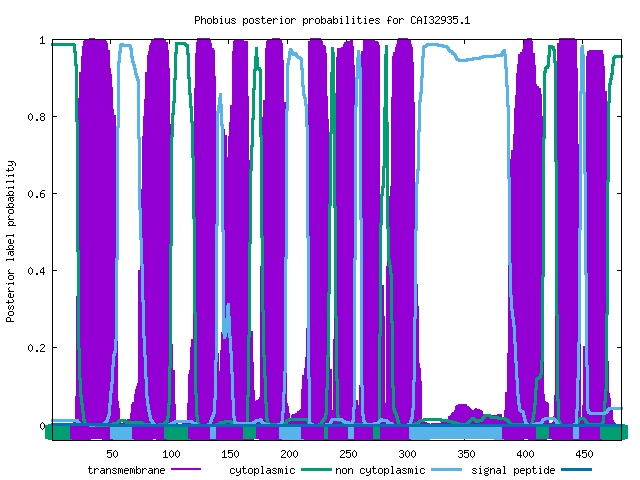 Phobius posterior probabilities for CAI32935.1
Posterior label probability
1
0.8
0.6
0.4
0.2
0
50 100 150 200 250 300 350 400 450
transmembrane cytoplasmic non cytoplasmic signal peptide